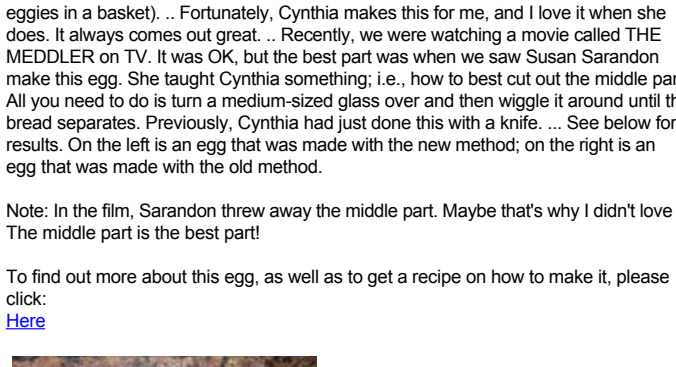 eggies in a basket). .. Fortunately, Cynthia makes this for me, and I love it when she
does. It always comes out great. .. Recently, we were watching a movie called THE
MEDDLER on TV. It was OK, but the best part was when we saw Susan Sarandon
make this egg. She taught Cynthia something; i.e., how to best cut out the middle par
All you need to do is turn a medium-sized glass over and then wiggle it around until th
bread separates. Previously, Cynthia had just done this with a knife. ... See below for
results. On the left is an egg that was made with the new method; on the right is an
egg that was made with the old method.
Note: In the film, Sarandon threw away the middle part. Maybe that's why I didn't love
The middle part is the best part!
To find out more about this egg, as well as to get a recipe on how to make it, please
click:
Here